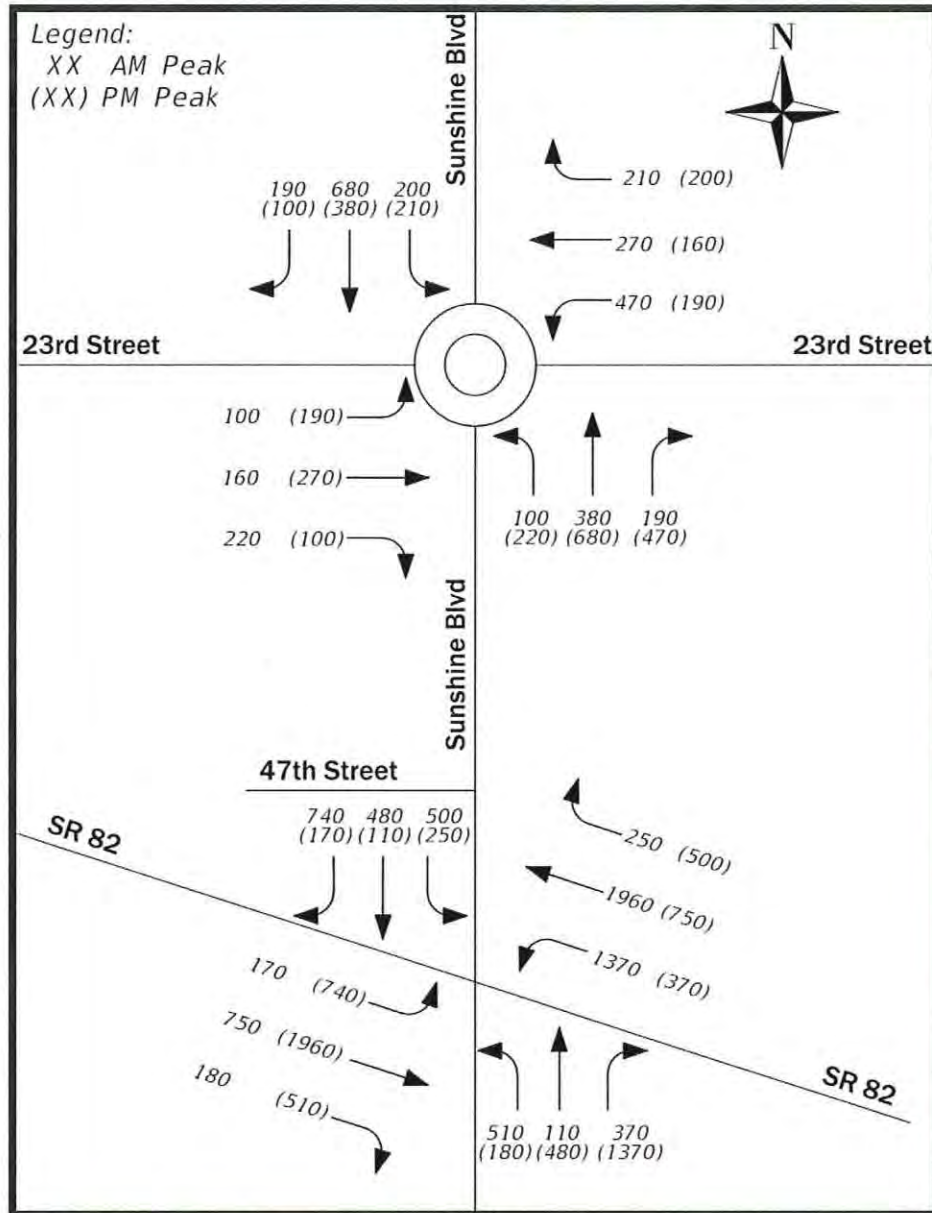 Legend:
XX AM Peak
(XX) PM Peak
Sunshine Blvd
N
190 680 200
(100) (380) (210)
210 (200)
270 (160)
470 (190)
23rd Street
23rd Street
100 (190)
160 (270)
220 (100)
100 380 190
(220) (680) (470)
Sunshine Blvd
47th Street
740 480 500
(170) (110) (250)
SR 82
250 (500)
1960 (750)
1370 (370)
170 (740)
750 (1960)
180 (510)
510 110 370
(180) (480) (1370)
SR 82